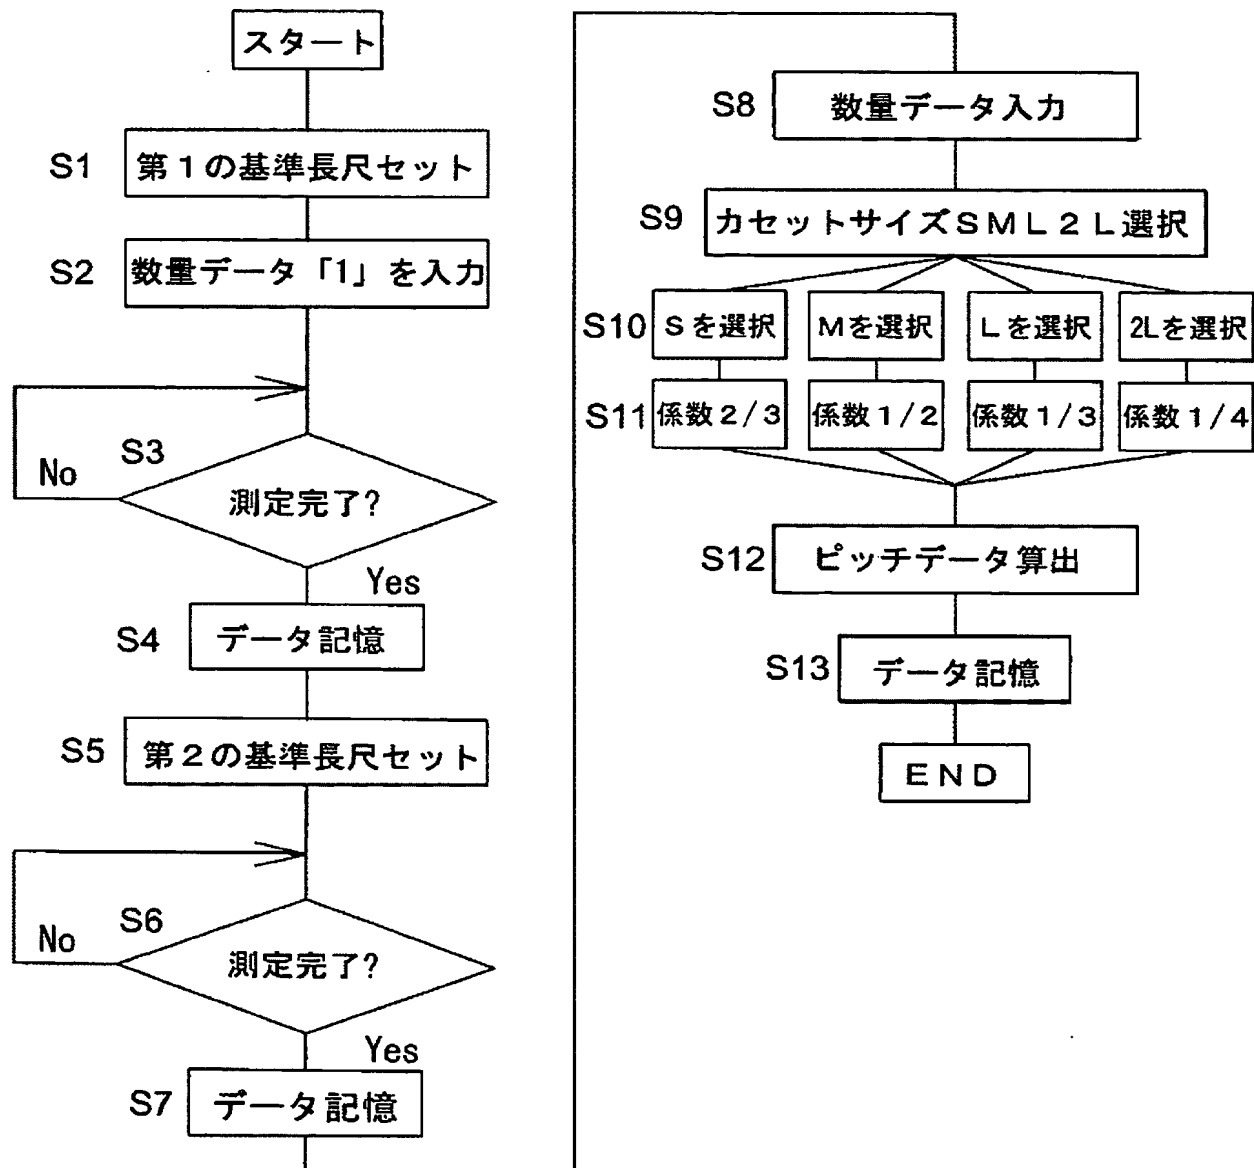 スタート
S1 第1の基準長尺セット
S2 数量データ「1」を入力
S3
No
測定完了?
Yes
S4 データ記憶
S5 第2の基準長尺セット
S6
No
測定完了?
Yes
S7 データ記憶
S8 数量データ入力
S9 カセットサイズSML2L選択
S10 Sを選択 Mを選択 Lを選択 2Lを選択
S11 係数2/3 係数1/2 係数1/3 係数1/4
S12 ピッチデータ算出
S13 データ記憶
END